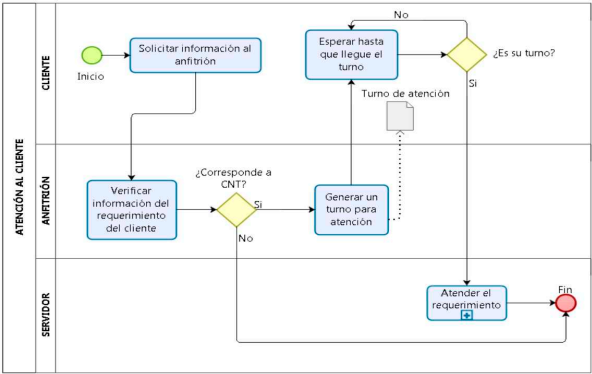 ATENCIÓN AL CLIENTE
CLIENTE
Inicio
Solicitar información al
anfitrión
Esperar hasta
que llegue el
turno
No
¿Es su turno?
Si
Turno de atención
ANFITRIÓN
Verificar
información del
requerimiento
del cliente
¿Corresponde a
CNT?
Si
No
Generar un
turno para
atención
SERVIDOR
Atender el
requerimiento
Fin